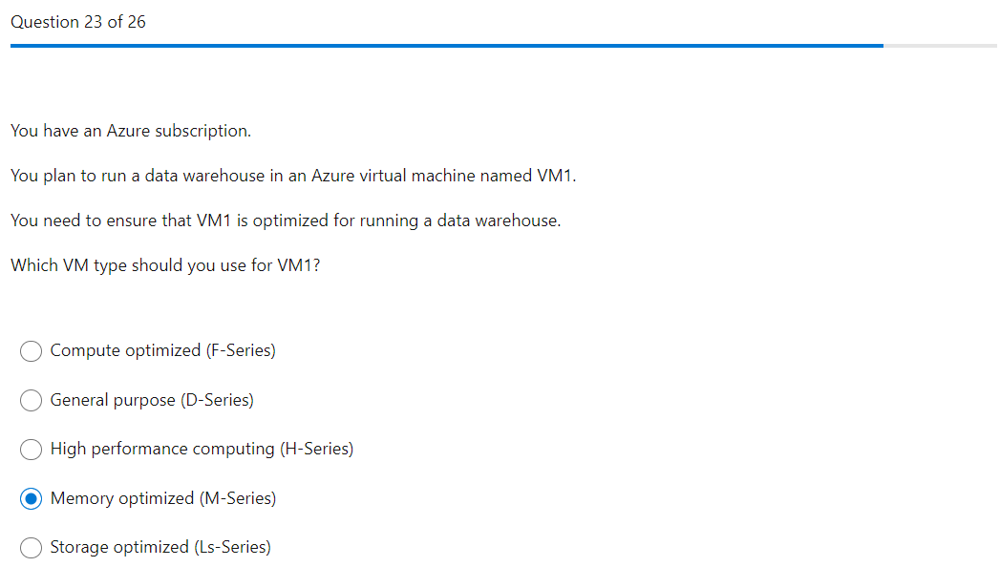 Question 23 of 26
You have an Azure subscription.
You plan to run a data warehouse in an Azure virtual machine named VM1.
You need to ensure that VM1 is optimized for running a data warehouse.
Which VM type should you use for VM1?
Compute optimized (F-Series)
General purpose (D-Series)
High performance computing (H-Series)
Memory optimized (M-Series)
Storage optimized (Ls-Series)